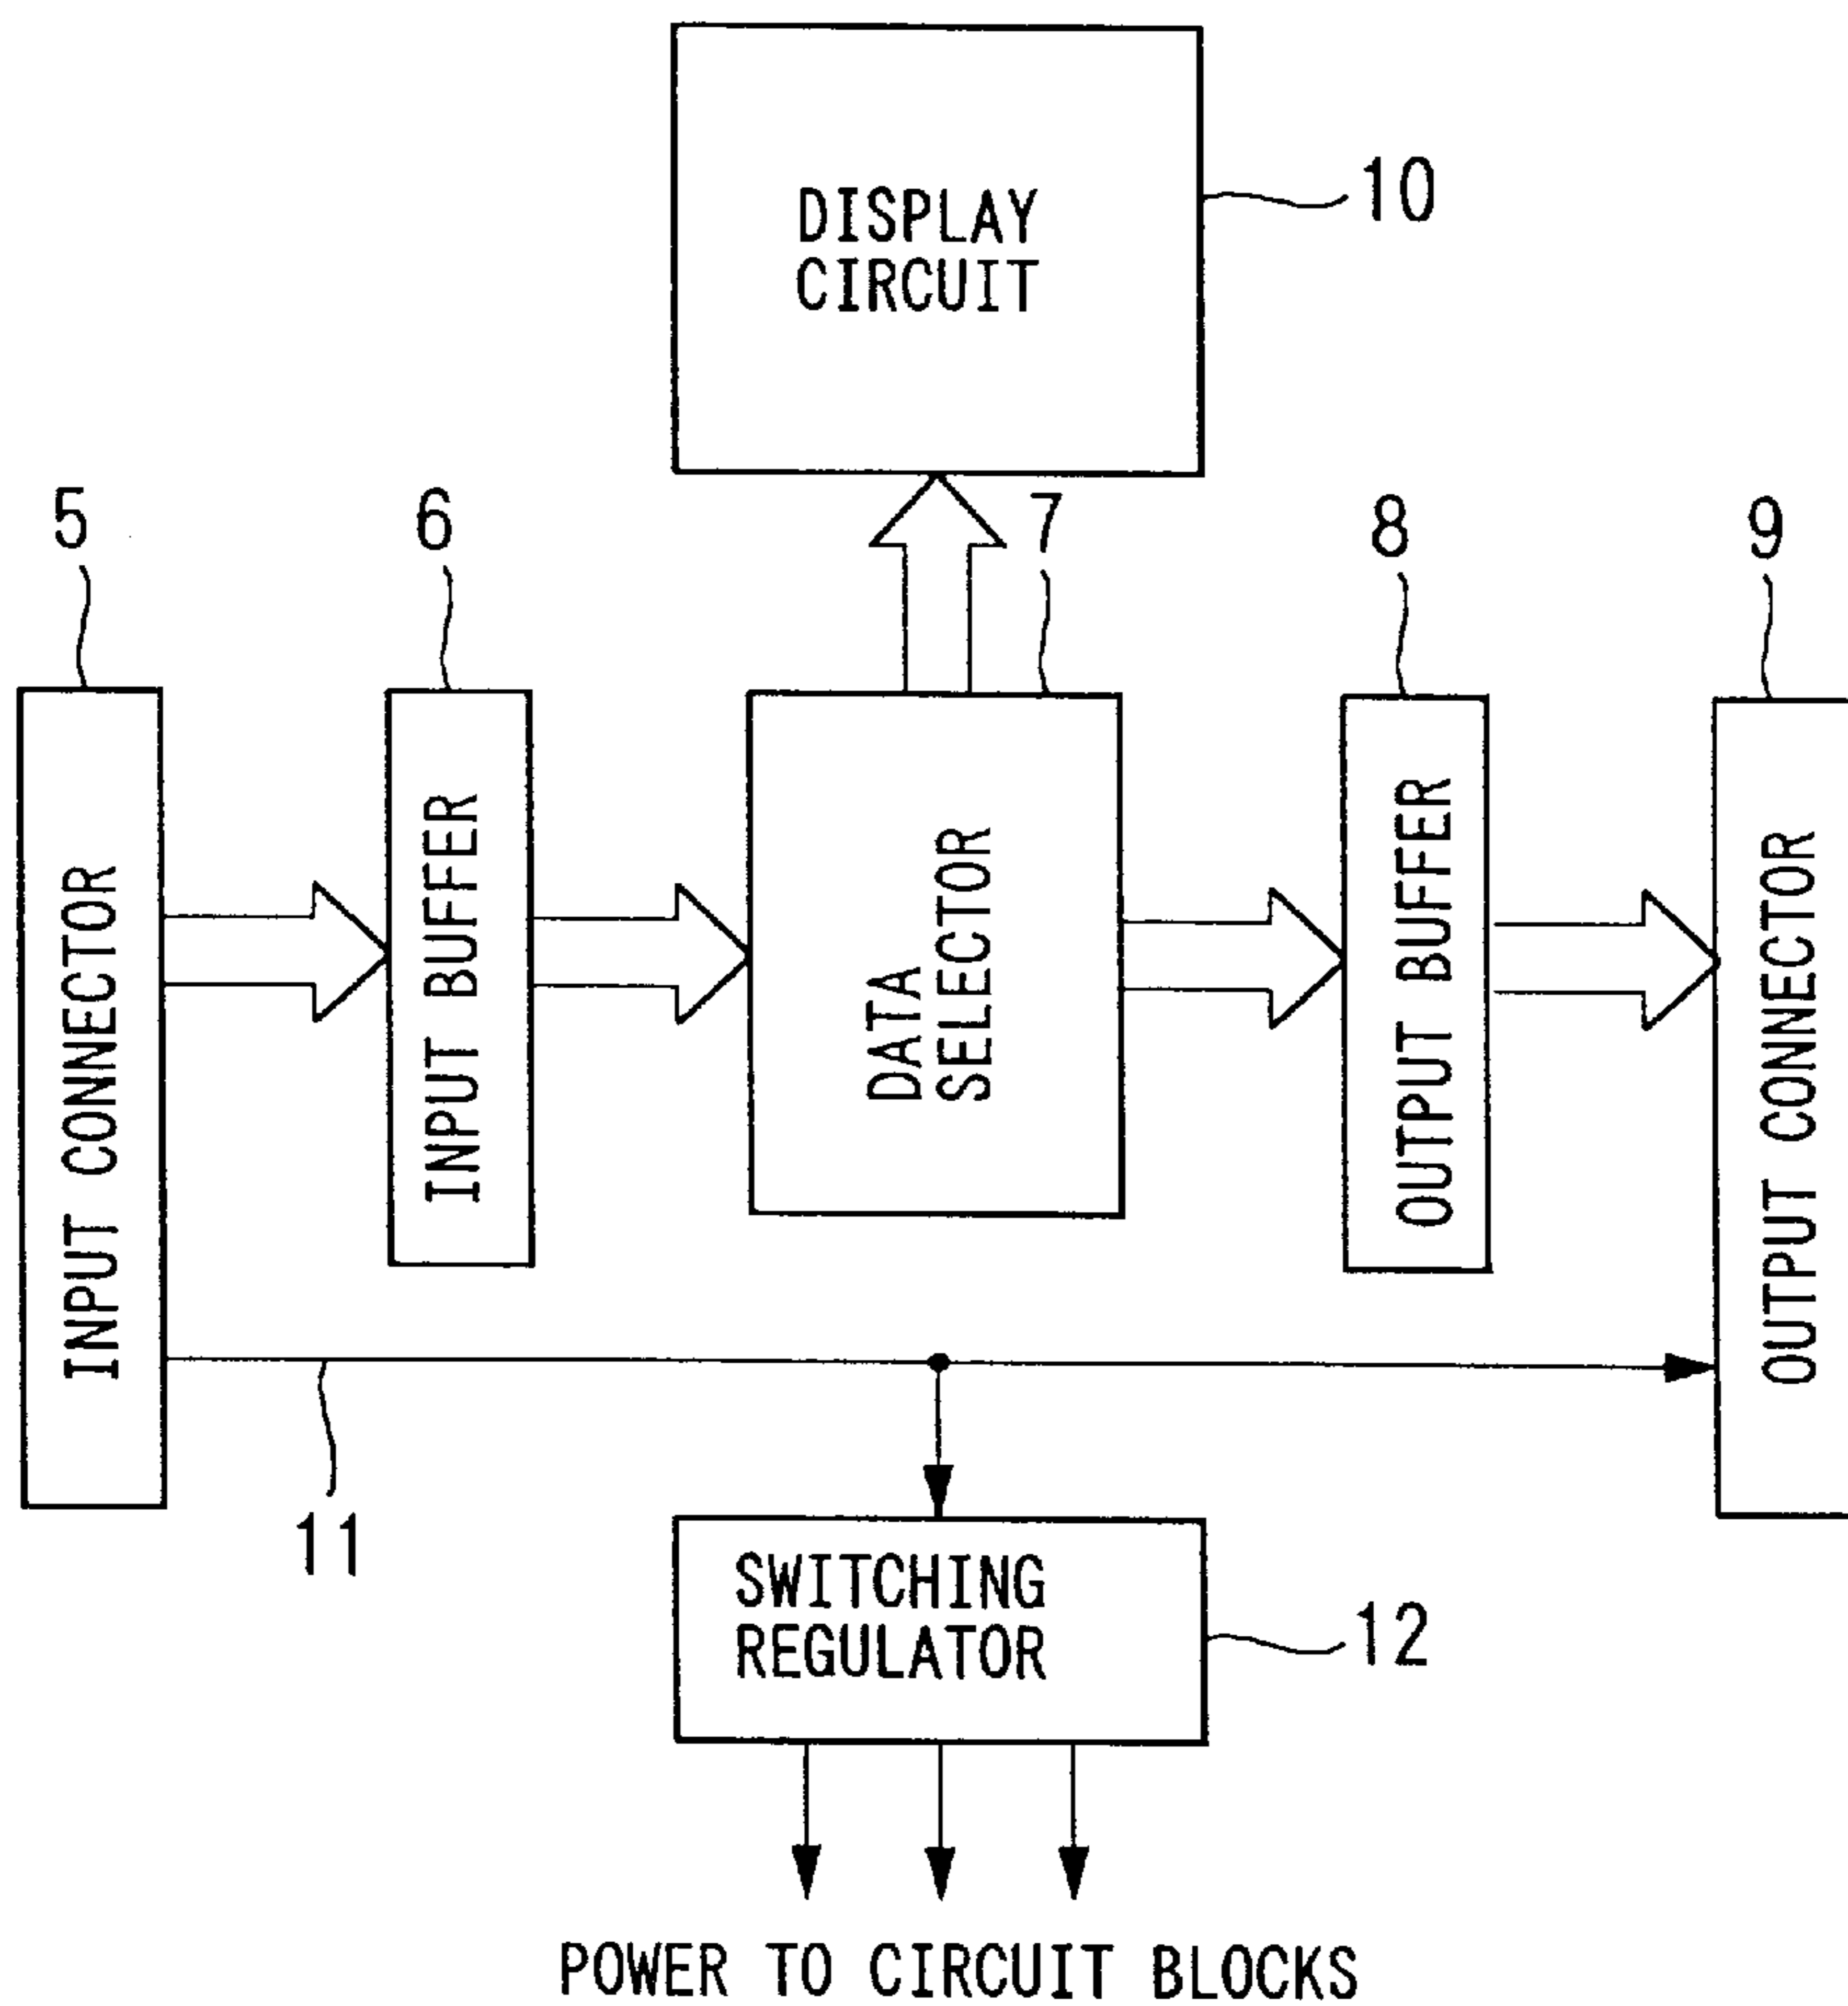 DISPLAY
CIRCUIT
10
5
6
7
8
9
INPUT CONNECTOR
INPUT BUFFER
DATA
SELECTOR
OUTPUT BUFFER
OUTPUT CONNECTOR
11
SWITCHING
REGULATOR
12
POWER TO CIRCUIT BLOCKS